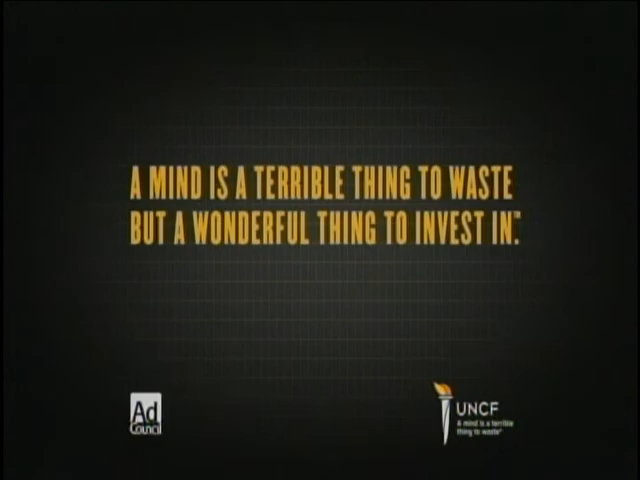 A MIND IS A TERRIBLE THING TO WASTE
BUT A WONDERFUL THING TO INVEST IN.™
Ad
Council
UNCF
A mind is a terrible
thing to waste®